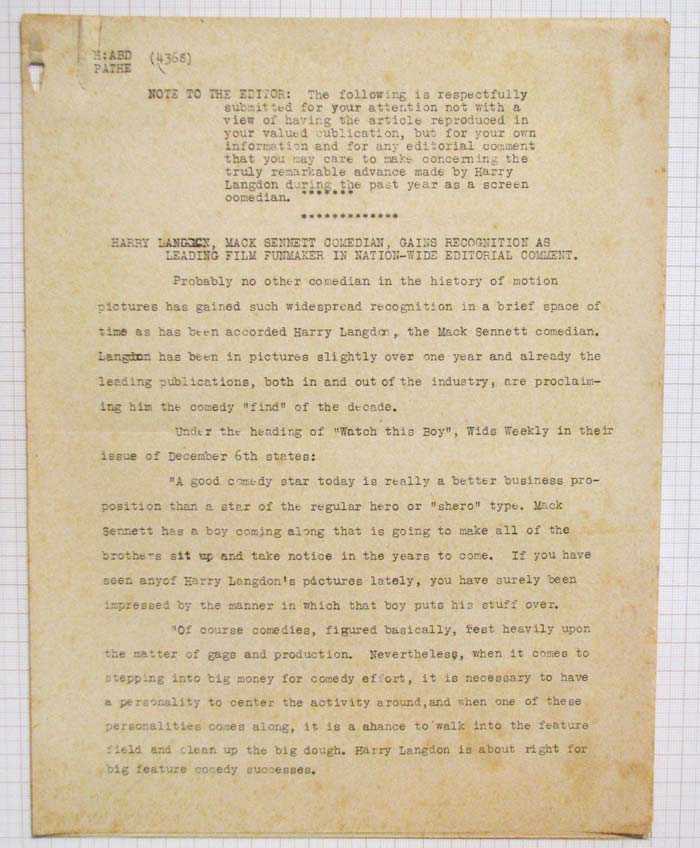 H:ABD (4368)
PATHE
NOTE TO THE EDITOR: The following is respectfully
submitted for your attention not with a
view of having the article reproduced in
your valued publication, but for your own
information and for any editorial comment
that you may care to make concerning the
truly remarkable advance made by Harry
Langdon during the past year as a screen
comedian. *******
*************
HARRY LANGDON, MACK SENNETT COMEDIAN, GAINS RECOGNITION AS
LEADING FILM FUNMAKER IN NATION-WIDE EDITORIAL COMMENT.
Probably no other comedian in the history of motion
pictures has gained such widespread recognition in a brief space of
time as has been accorded Harry Langdon, the Mack Sennett comedian.
Langdon has been in pictures slightly over one year and already the
leading publications, both in and out of the industry, are proclaim-
ing him the comedy "find" of the decade.
Under the heading of "Watch this Boy", Wids Weekly in their
issue of December 6th states:
"A good comedy star today is really a better business pro-
position than a star of the regular hero or "shero" type. Mack
Sennett has a boy coming along that is going to make all of the
brothers sit up and take notice in the years to come. If you have
seen anyof Harry Langdon's pdctures lately, you have surely been
impressed by the manner in which that boy puts his stuff over.
"Of course comedies, figured basically, rest heavily upon
the matter of gags and production. Nevertheless, when it comes to
stepping into big money for comedy effort, it is necessary to have
a personality to center the activity around,and when one of these
personalities comes along, it is a ahance to walk into the feature
field and clean up the big dough. Harry Langdon is about right for
big feature comedy successes.